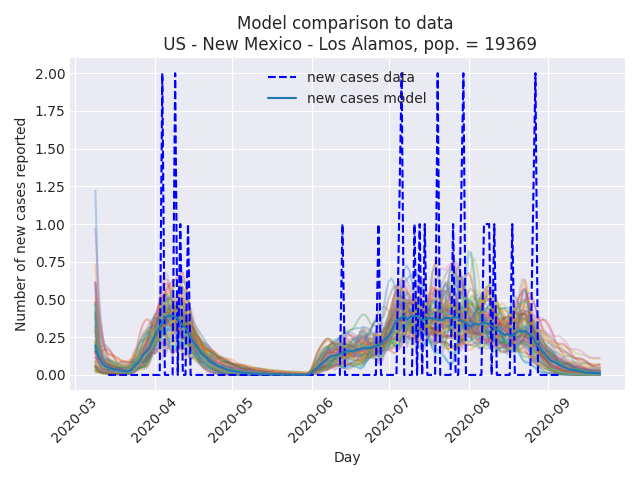 Model comparison to data
US - New Mexico - Los Alamos, pop. = 19369
new cases data
new cases model
Number of new cases reported
2.00
1.75
1.50
1.25
1.00
0.75
0.50
0.25
0.00
2020-03
2020-04
2020-05
2020-06
2020-07
2020-08
2020-09
Day